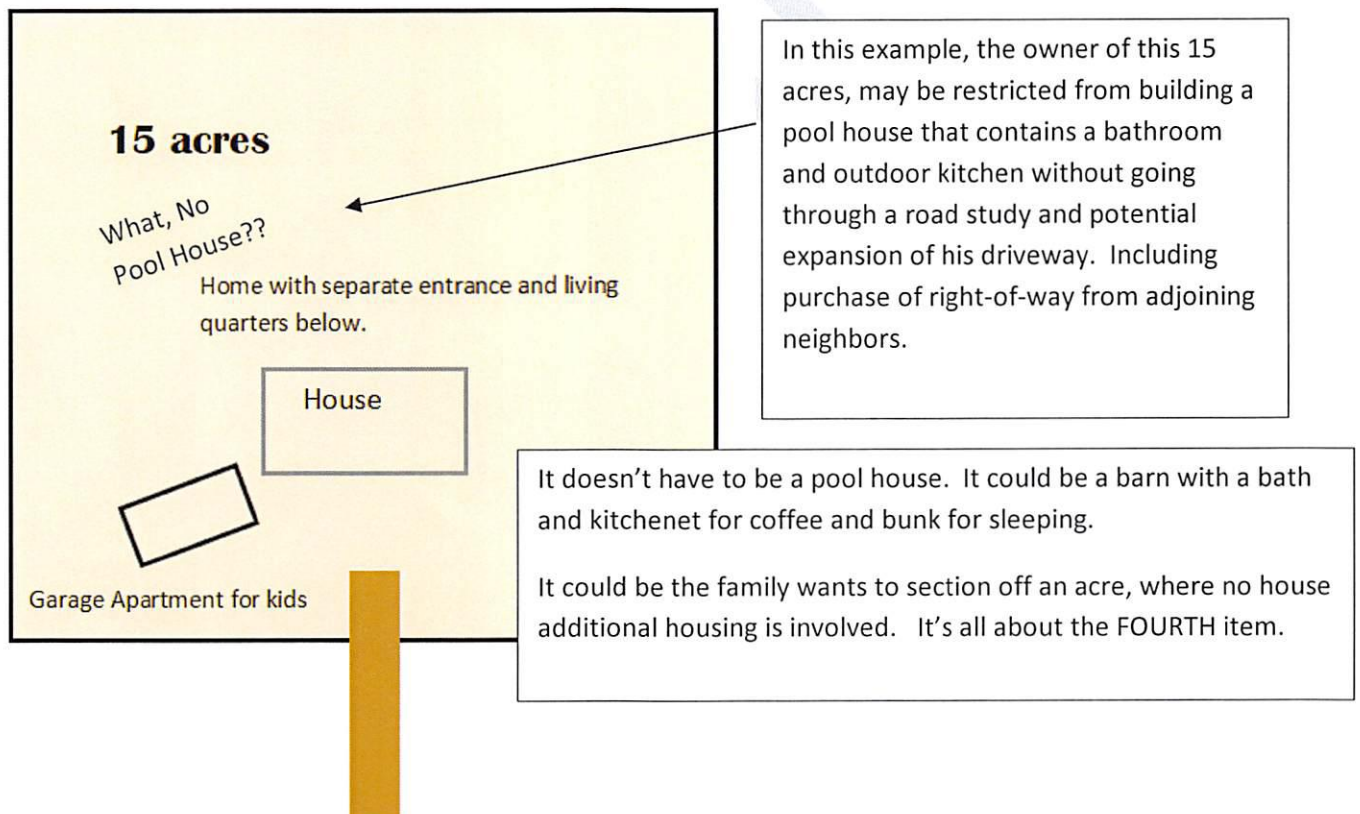 15 acres
What, No
Pool House??
Home with separate entrance and living
quarters below.
House
Garage Apartment for kids
In this example, the owner of this 15
acres, may be restricted from building a
pool house that contains a bathroom
and outdoor kitchen without going
through a road study and potential
expansion of his driveway.  Including
purchase of right-of-way from adjoining
neighbors.
It doesn’t have to be a pool house.  It could be a barn with a bath
and kitchenet for coffee and bunk for sleeping.
It could be the family wants to section off an acre, where no house
additional housing is involved.   It’s all about the FOURTH item.